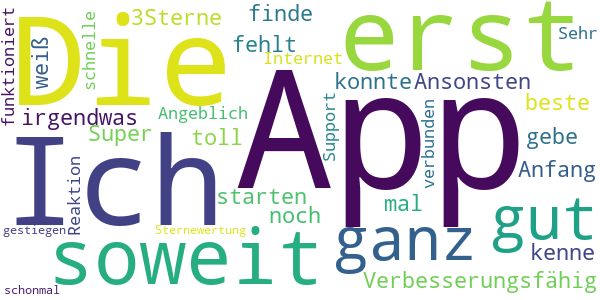 funktioniert
weiß
schnelle
3Sterne
finde
fehlt
Internet
erst
Sehr
Die
App
konnte
Ansonsten
beste
irgendwas
Angeblich
Super
toll
Support
verbunden
gebe
Anfang
Ich
Reaktion
starten
noch
mal
gut
gestiegen
Sternewertung
soweit
ganz
kenne
Verbesserungsfähig
schonmal